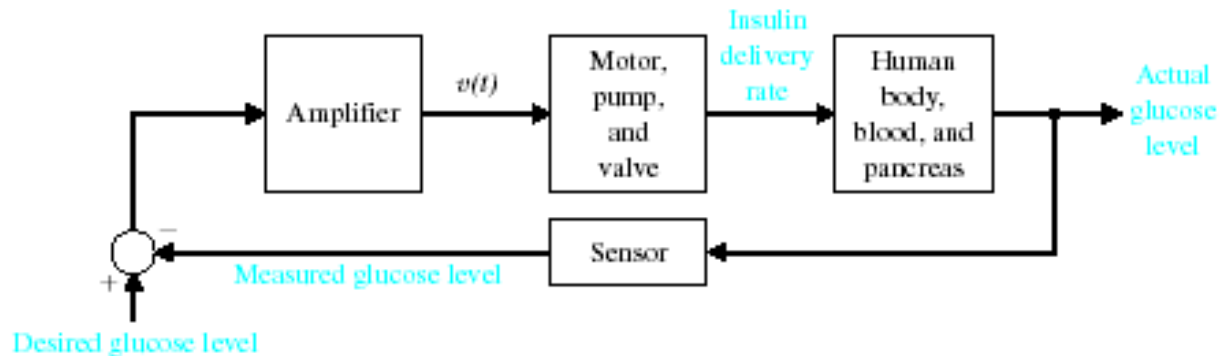 Amplifier
v(t)
Motor,
pump,
and
valve
Insulin
delivery
rate
Human
body,
blood, and
pancreas
Actual
glucose
level
Sensor
−
+
Measured glucose level
Desired glucose level